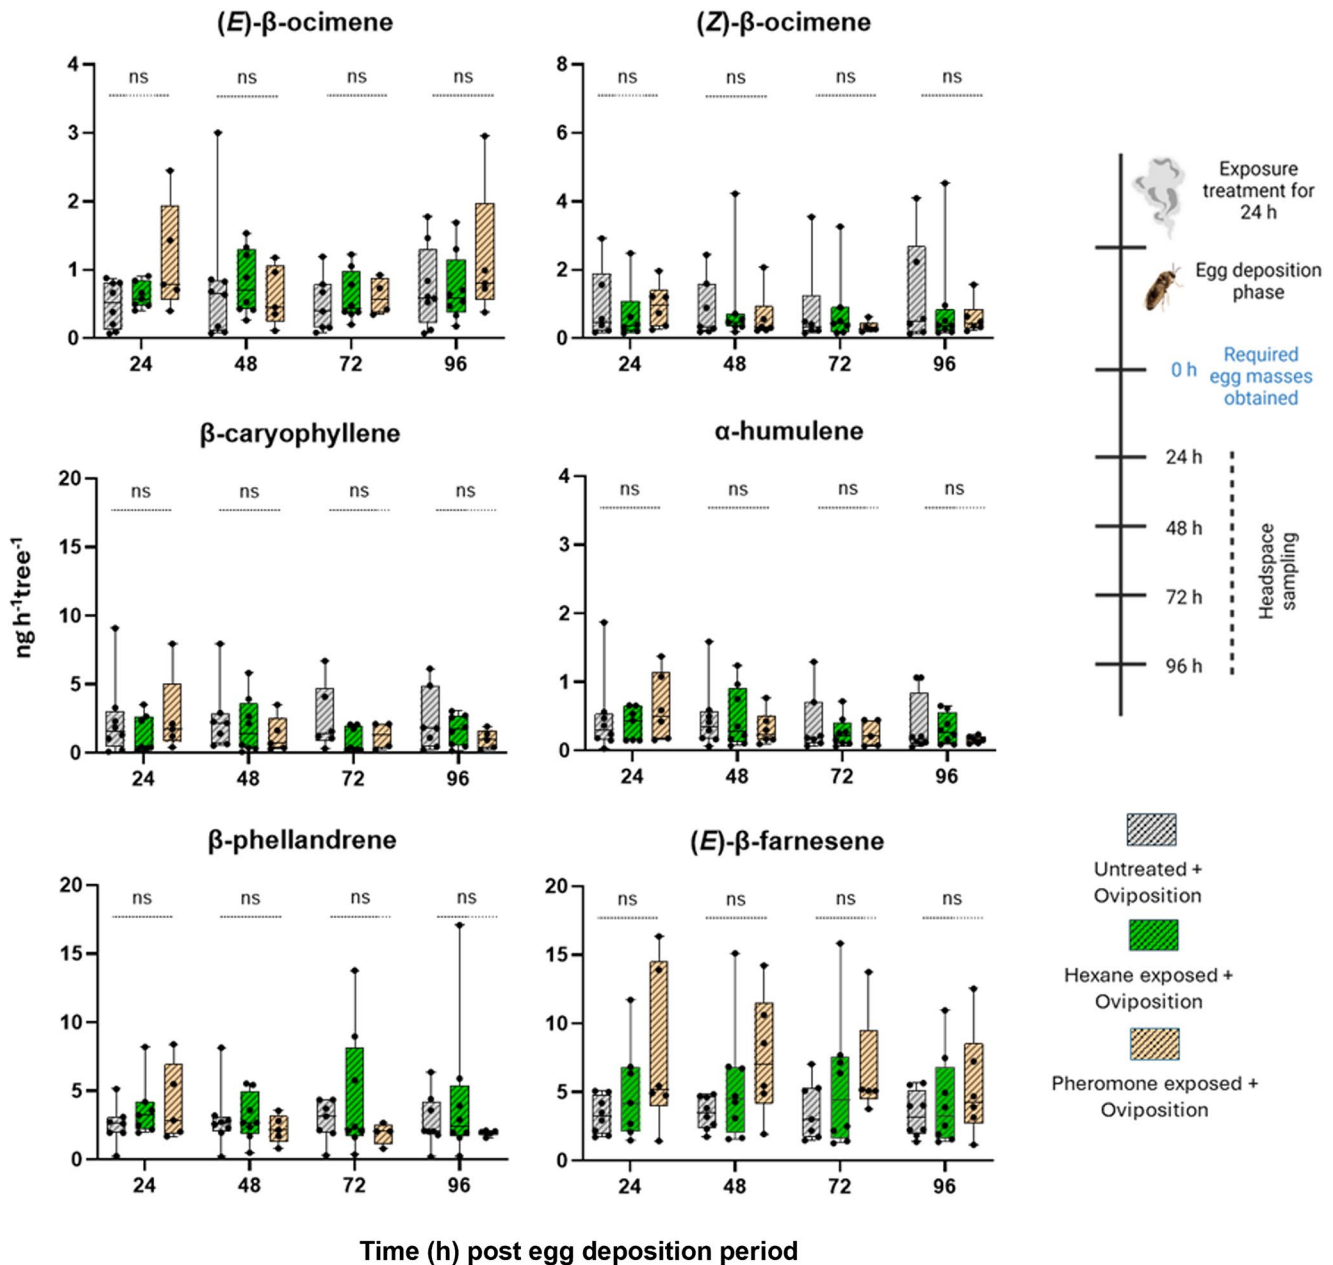 (E)-β-ocimene
4
3
2
1
0
ns ns ns ns
24 48 72 96
(Z)-β-ocimene
8
6
4
2
0
ns ns ns ns
24 48 72 96
β-caryophyllene
20
15
10
5
0
ns ns ns ns
24 48 72 96
α-humulene
4
3
2
1
0
ns ns ns ns
24 48 72 96
β-phellandrene
20
15
10
5
0
ns ns ns ns
24 48 72 96
(E)-β-farnesene
20
15
10
5
0
ns ns ns ns
24 48 72 96
ng h⁻¹tree⁻¹
Time (h) post egg deposition period
Exposure
treatment for
24 h
Egg deposition
phase
0 h
Required
egg masses
obtained
24 h
48 h
72 h
96 h
Headspace
sampling
Untreated +
Oviposition
Hexane exposed +
Oviposition
Pheromone exposed +
Oviposition